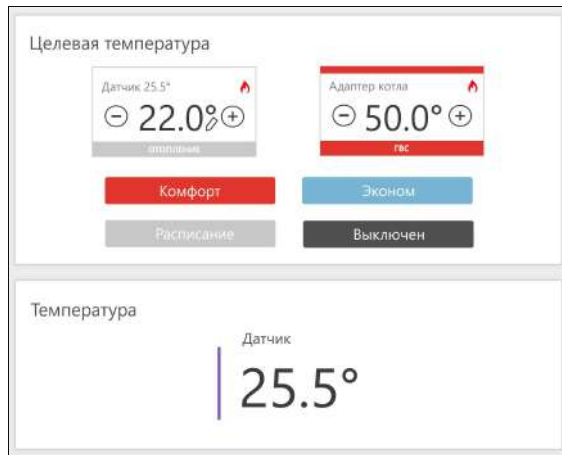 Целевая температура
Датчик 25.5°
22.0°
отопление
Адаптер котла
50.0°
ГВС
Комфорт
Эконом
Расписание
Выключен
Температура
Датчик
25.5°